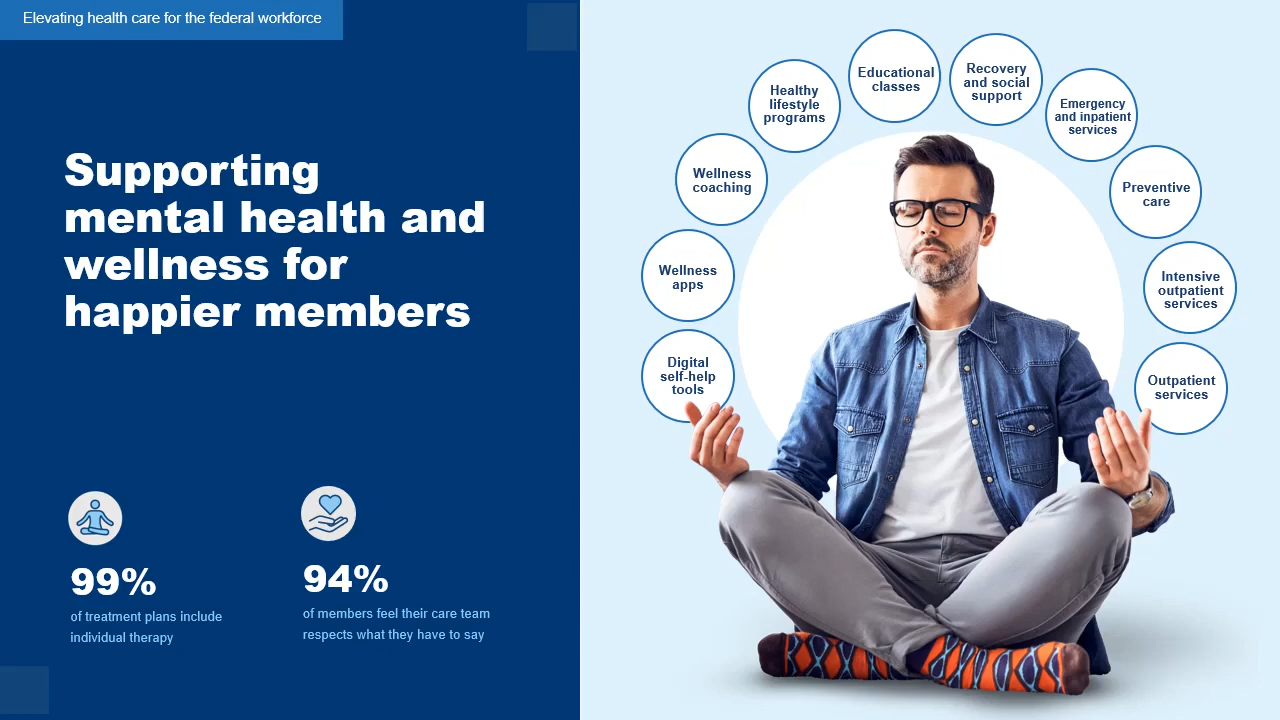 Elevating health care for the federal workforce
Supporting
mental health and
wellness for
happier members
99%
of treatment plans include
individual therapy
94%
of members feel their care team
respects what they have to say
Digital
self-help
tools
Wellness
apps
Wellness
coaching
Healthy
lifestyle
programs
Educational
classes
Recovery
and social
support
Emergency
and inpatient
services
Preventive
care
Intensive
outpatient
services
Outpatient
services